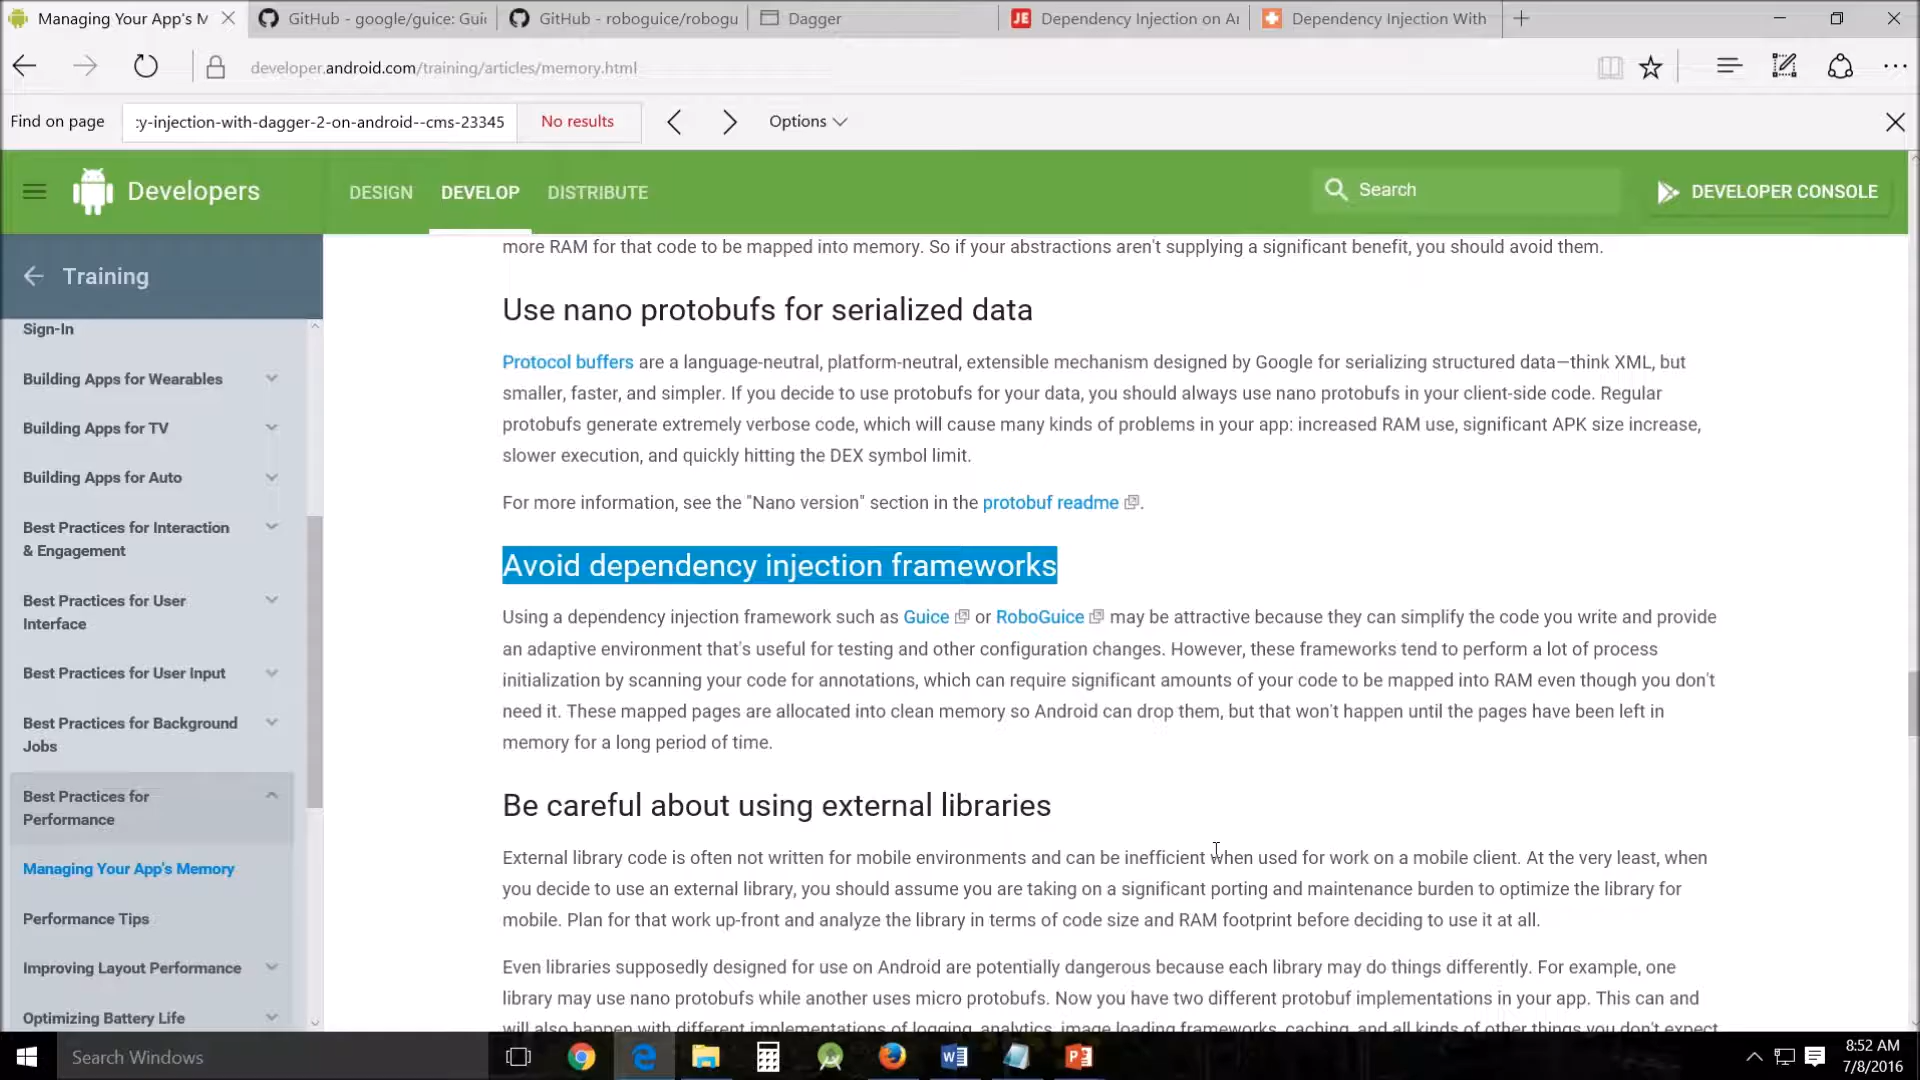 Managing Your App's M
GitHub - google/guice: Gui
GitHub - roboguice/robogu
Dagger
JE
Dependency Injection on A
Dependency Injection With
developer.android.com/training/articles/memory.html
Find on page
:y-injection-with-dagger-2-on-android--cms-23345
No results
Options
Developers
DESIGN
DEVELOP
DISTRIBUTE
Search
DEVELOPER CONSOLE
Training
Sign-In
Building Apps for Wearables
Building Apps for TV
Building Apps for Auto
Best Practices for Interaction
& Engagement
Best Practices for User
Interface
Best Practices for User Input
Best Practices for Background
Jobs
Best Practices for
Performance
Managing Your App's Memory
Performance Tips
Improving Layout Performance
Optimizing Battery Life
more RAM for that code to be mapped into memory. So if your abstractions aren't supplying a significant benefit, you should avoid them.
Use nano protobufs for serialized data
Protocol buffers are a language-neutral, platform-neutral, extensible mechanism designed by Google for serializing structured data—think XML, but
smaller, faster, and simpler. If you decide to use protobufs for your data, you should always use nano protobufs in your client-side code. Regular
protobufs generate extremely verbose code, which will cause many kinds of problems in your app: increased RAM use, significant APK size increase,
slower execution, and quickly hitting the DEX symbol limit.
For more information, see the "Nano version" section in the protobuf readme.
Avoid dependency injection frameworks
Using a dependency injection framework such as Guice or RoboGuice may be attractive because they can simplify the code you write and provide
an adaptive environment that's useful for testing and other configuration changes. However, these frameworks tend to perform a lot of process
initialization by scanning your code for annotations, which can require significant amounts of your code to be mapped into RAM even though you don't
need it. These mapped pages are allocated into clean memory so Android can drop them, but that won't happen until the pages have been left in
memory for a long period of time.
Be careful about using external libraries
External library code is often not written for mobile environments and can be inefficient when used for work on a mobile client. At the very least, when
you decide to use an external library, you should assume you are taking on a significant porting and maintenance burden to optimize the library for
mobile. Plan for that work up-front and analyze the library in terms of code size and RAM footprint before deciding to use it at all.
Even libraries supposedly designed for use on Android are potentially dangerous because each library may do things differently. For example, one
library may use nano protobufs while another uses micro protobufs. Now you have two different protobuf implementations in your app. This can and
will also happen with different implementations of logging, analytics, image loading frameworks, caching, and all kinds of other things you don't expect
Search Windows
8:52 AM
7/8/2016